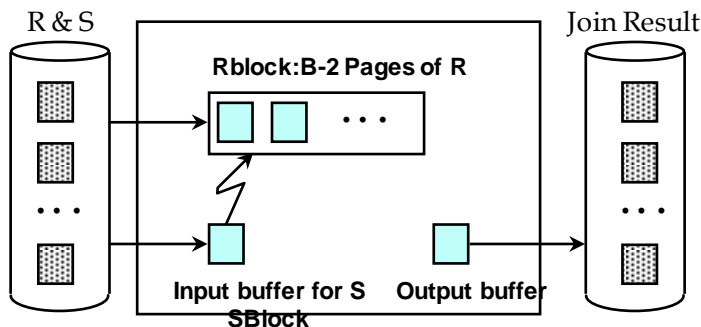 R & S
Join Result
Rblock:B-2 Pages of R
• • •
• • •
• • •
Input buffer for S
SBlock
Output buffer